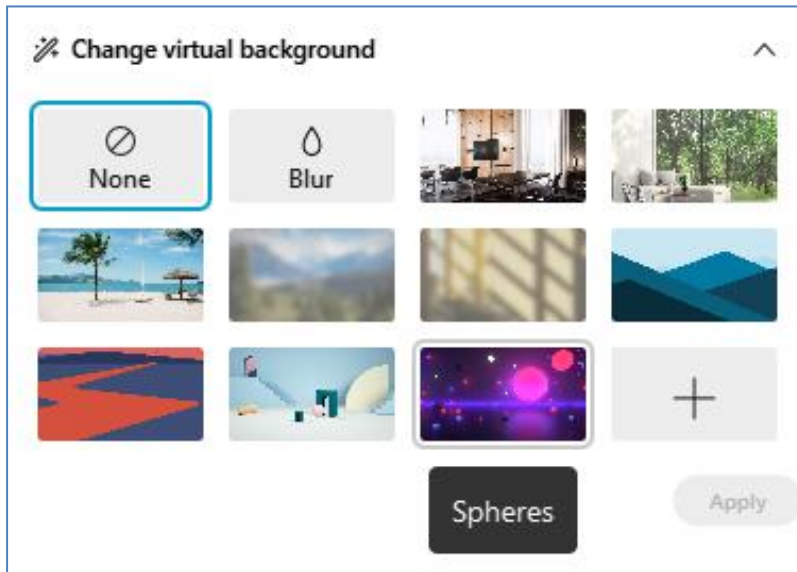 Change virtual background
None
Blur
Spheres
Apply